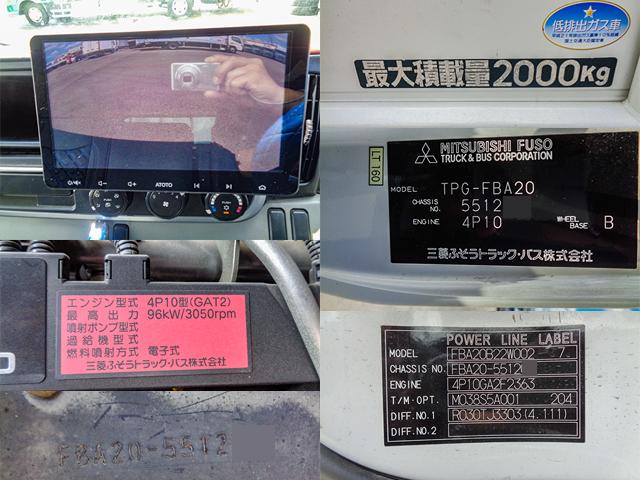 低排出ガス車
最大積載量2000Kg
ATOTO
LT160
MITSUBISHI FUSO
TRUCK & BUS CORPORATION
MODEL TPG-FBA20
CHASSIS NO. 5512
ENGINE 4P10 WHEEL BASE B
三菱ふそうトラック・バス株式会社
エンジン型式 4P10型(GAT2)
最高出力 96kW/3050rpm
噴射ポンプ型式
過給機型式
燃料噴射方式 電子式
三菱ふそうトラック・バス株式会社
FBA20-5512
POWER LINE LABEL
MODEL FBA20B22W002 7
CHASSIS NO. FBA20-5512
ENGINE 4P10GA2F2363
T/M·OPT. M038S5A001 204
DIFF.NO.1 R030TJ3303(4.111)
DIFF.NO.2